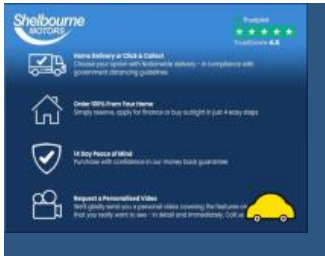 Shelbourne
MOTORS
Trustpilot
TrustScore 4.8
Home Delivery or Click & Collect
Choose your option with Nationwide delivery - in compliance with
government distancing guidelines
Order 100% From Your Home
Simply reserve, apply for finance or buy outright in just 4 easy steps
14 Day Peace of Mind
Purchase with confidence in our money back guarantee
Request a Personalised Video
We'll gladly send you a personal video covering the features on
that you really want to see - in detail and immediately. Call us